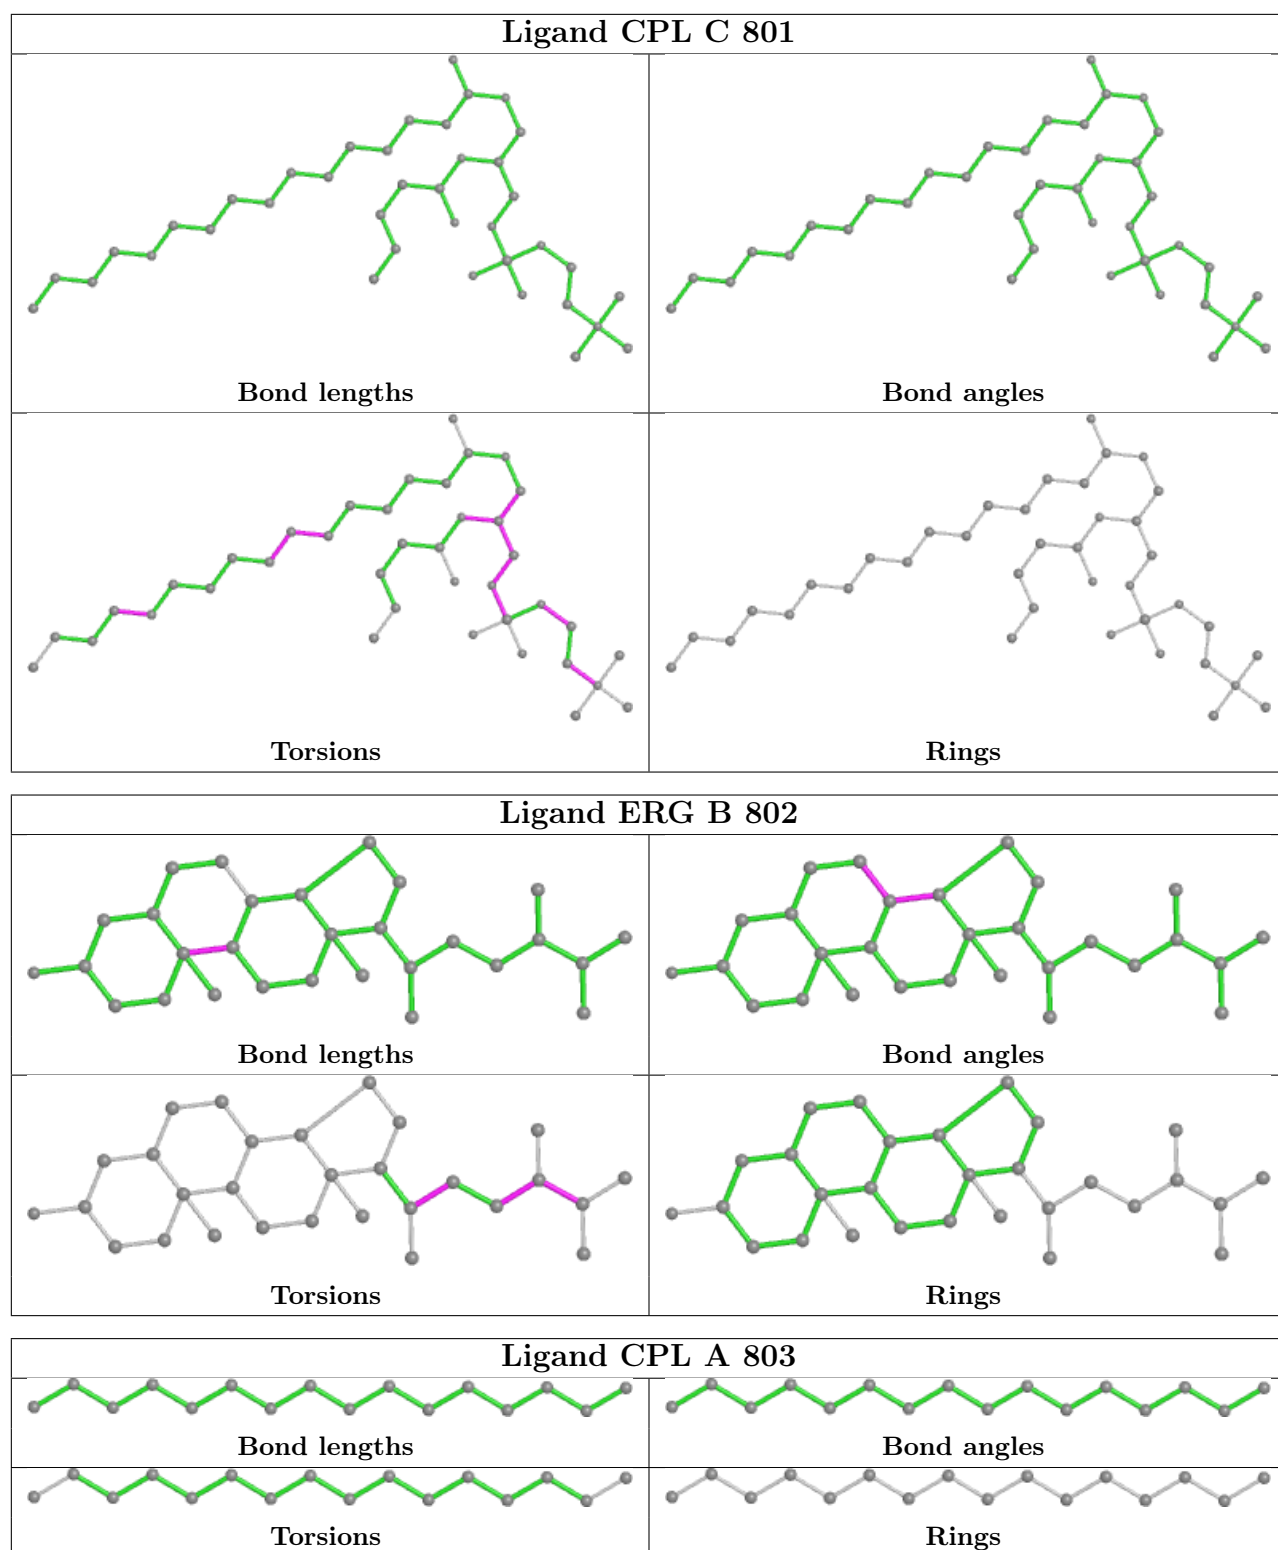 Ligand CPL C 801
Bond lengths
Bond angles
Torsions
Rings
Ligand ERG B 802
Bond lengths
Bond angles
Torsions
Rings
Ligand CPL A 803
Bond lengths
Bond angles
Torsions
Rings